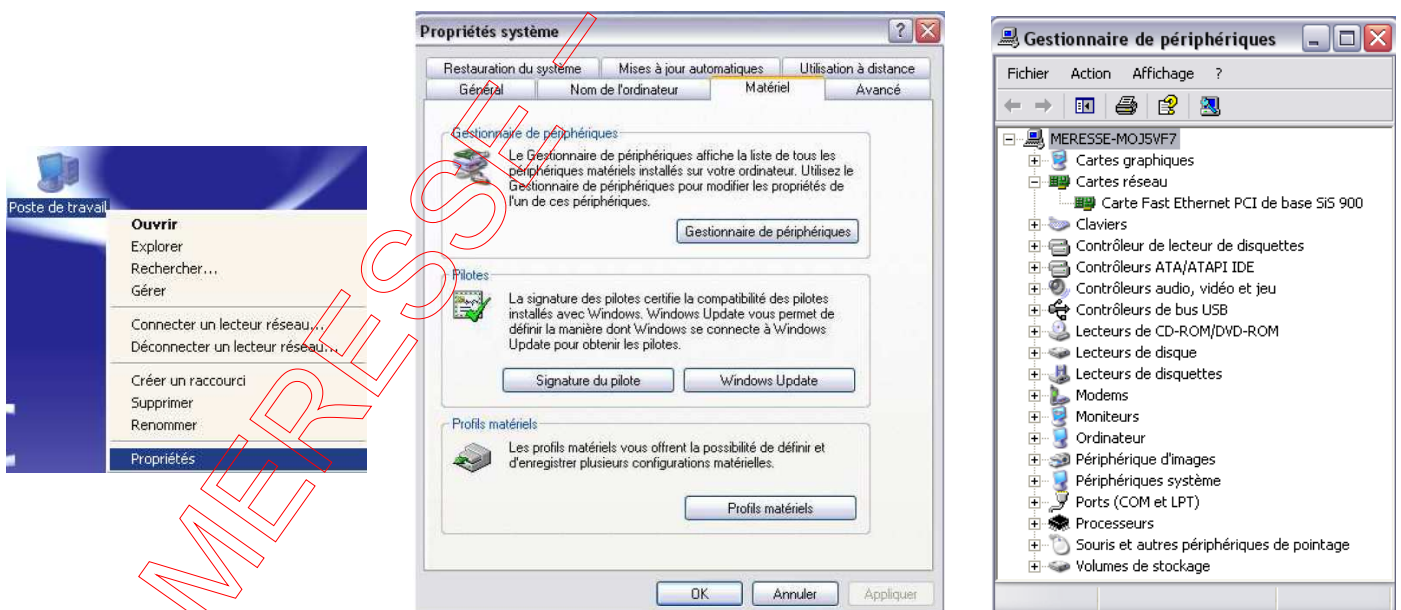 Poste de travail
Ouvrir
Explorer
Rechercher...
Gérer
Connecter un lecteur réseau...
Déconnecter un lecteur réseau...
Créer un raccourci
Supprimer
Renommer
Propriétés
Propriétés système
Restauration du système Mises à jour automatiques Utilisation à distance
Général Nom de l'ordinateur Matériel Avancé
Gestionnaire de périphériques
Le Gestionnaire de périphériques affiche la liste de tous les
périphériques matériels installés sur votre ordinateur. Utilisez le
Gestionnaire de périphériques pour modifier les propriétés de
l'un de ces périphériques.
Gestionnaire de périphériques
Pilotes
La signature des pilotes certifie la compatibilité des pilotes
installés avec Windows. Windows Update vous permet de
définir la manière dont Windows se connecte à Windows
Update pour obtenir les pilotes.
Signature du pilote Windows Update
Profils matériels
Les profils matériels vous offrent la possibilité de définir et
d'enregistrer plusieurs configurations matérielles.
Profils matériels
OK Annuler Appliquer
Gestionnaire de périphériques
Fichier Action Affichage ?
MERESSE-MOJ5VF7
Cartes graphiques
Cartes réseau
Carte Fast Ethernet PCI de base SiS 900
Claviers
Contrôleur de lecteur de disquettes
Contrôleurs ATA/ATAPI IDE
Contrôleurs audio, vidéo et jeu
Contrôleurs de bus USB
Lecteurs de CD-ROM/DVD-ROM
Lecteurs de disque
Lecteurs de disquettes
Modems
Moniteurs
Ordinateur
Périphérique d'images
Périphériques système
Ports (COM et LPT)
Processeurs
Souris et autres périphériques de pointage
Volumes de stockage
MERESSE-